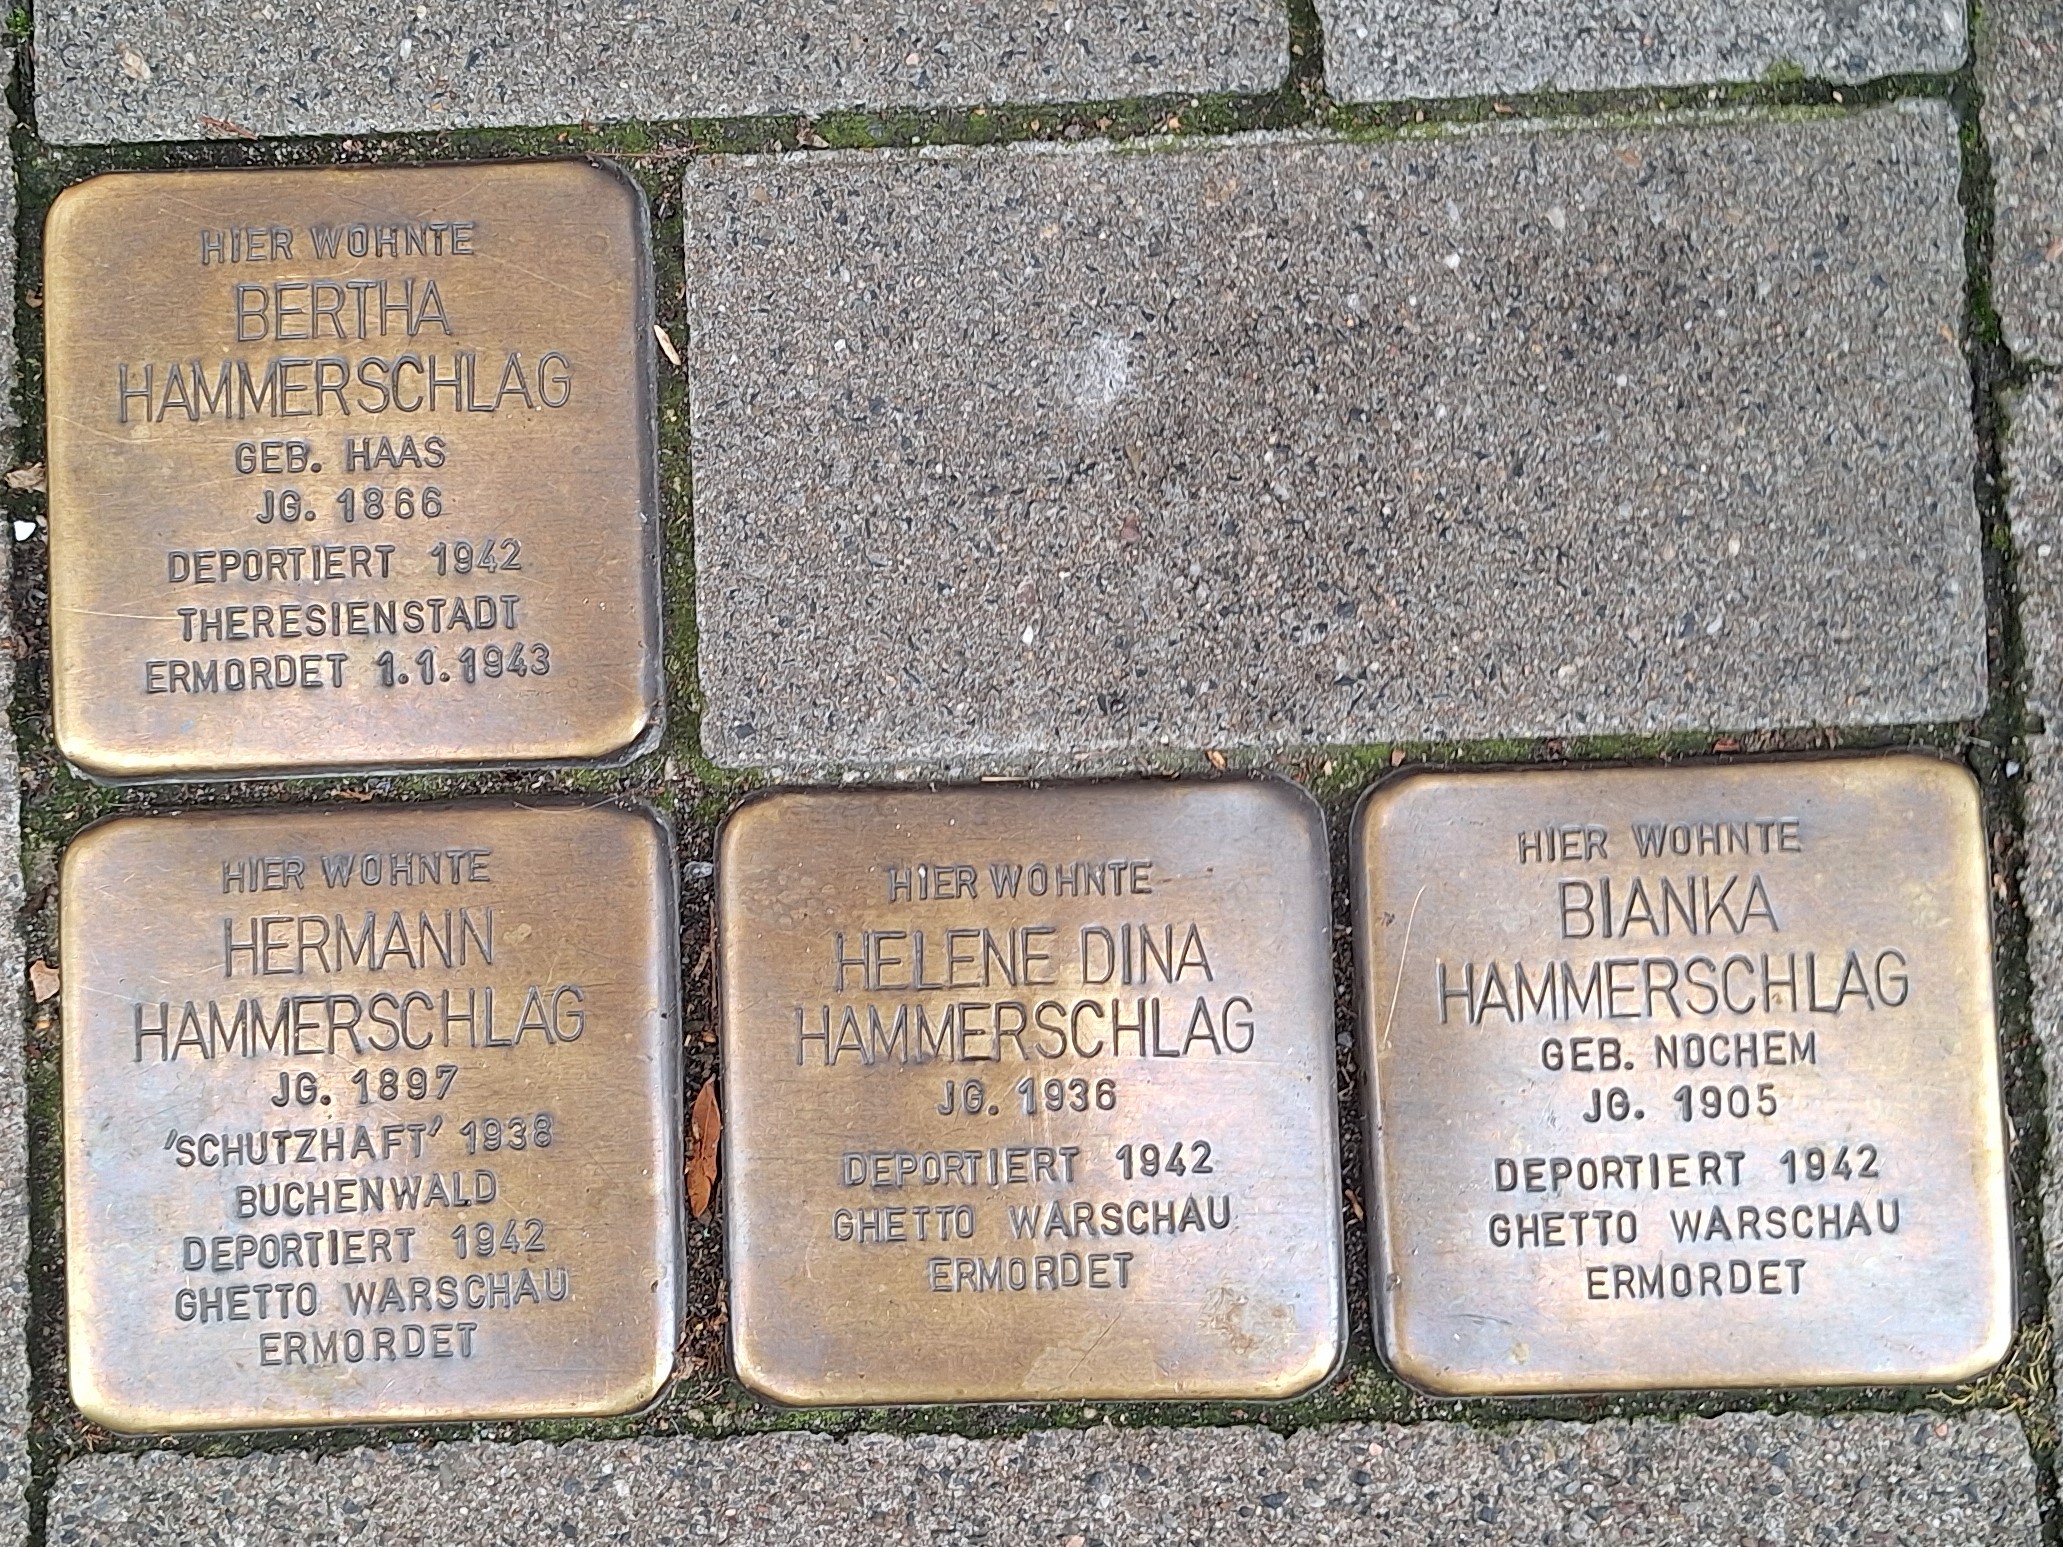 HIER WOHNTE
BERTHA
HAMMERSCHLAG
GEB. HAAS
JG. 1866
DEPORTIERT 1942
THERESIENSTADT
ERMORDET 1.1.1943
HIER WOHNTE
HERMANN
HAMMERSCHLAG
JG. 1897
'SCHUTZHAFT' 1938
BUCHENWALD
DEPORTIERT 1942
GHETTO WARSCHAU
ERMORDET
HIER WOHNTE
HELENE DINA
HAMMERSCHLAG
JG. 1936
DEPORTIERT 1942
GHETTO WARSCHAU
ERMORDET
HIER WOHNTE
BIANKA
HAMMERSCHLAG
GEB. NOCHEM
JG. 1905
DEPORTIERT 1942
GHETTO WARSCHAU
ERMORDET